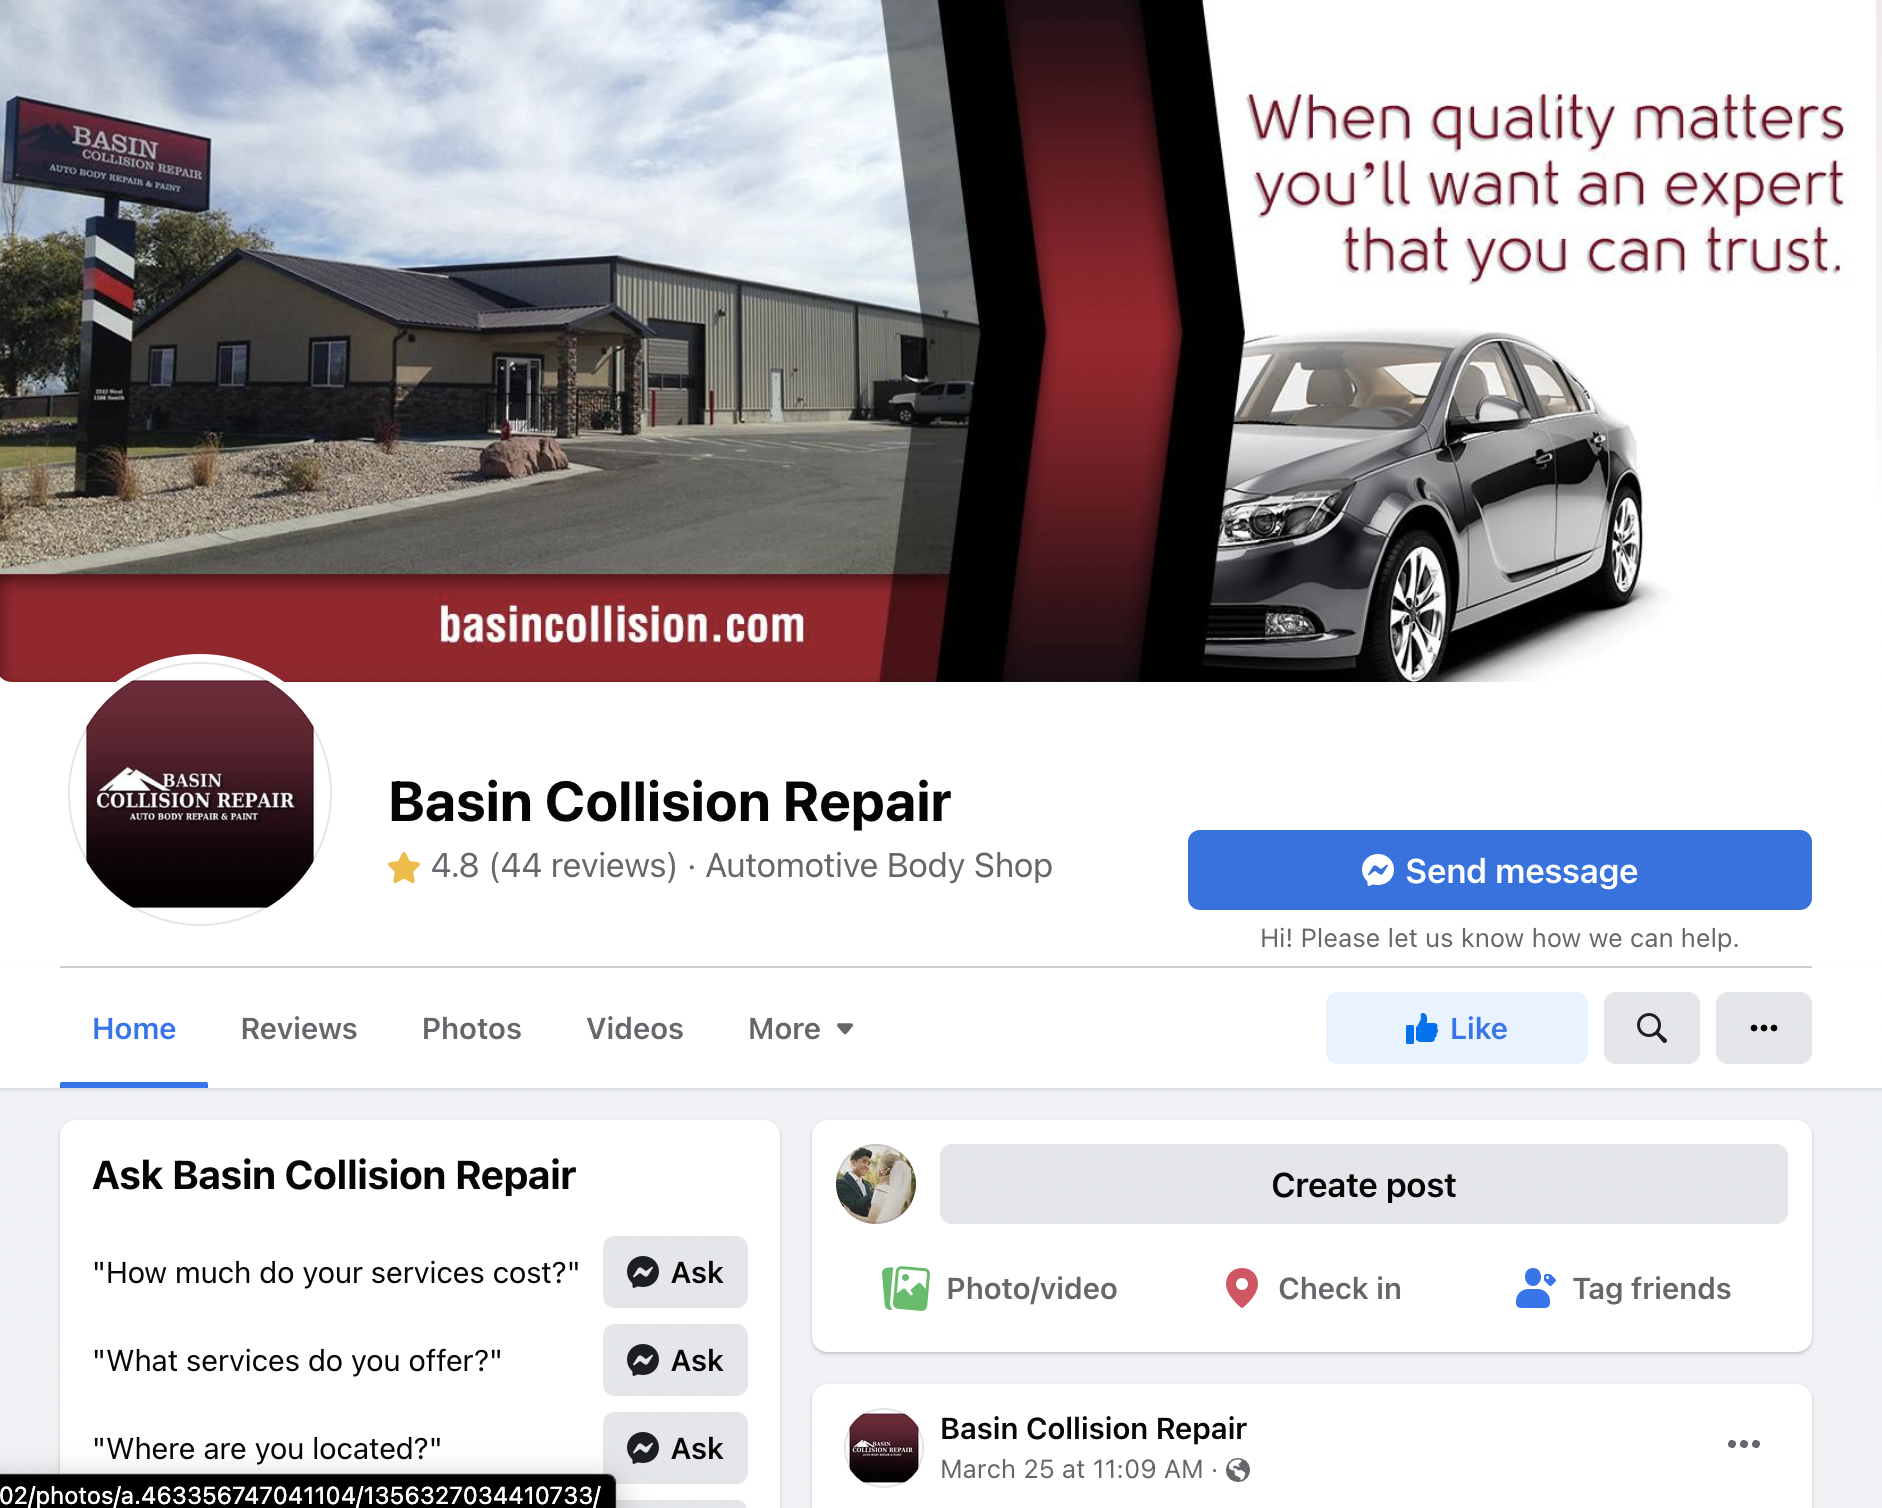 BASIN
COLLISION REPAIR
AUTO BODY REPAIR & PAINT
When quality matters
you'll want an expert
that you can trust.
basincollision.com
BASIN
COLLISION REPAIR
AUTO BODY REPAIR & PAINT
Basin Collision Repair
4.8 (44 reviews) · Automotive Body Shop
Send message
Hi! Please let us know how we can help.
Home Reviews Photos Videos More
Like
Ask Basin Collision Repair
"How much do your services cost?" Ask
"What services do you offer?" Ask
"Where are you located?" Ask
Create post
Photo/video Check in Tag friends
Basin Collision Repair
March 25 at 11:09 AM ·
BASIN
COLLISION REPAIR
02/photos/a.463356747041104/1356327034410733/